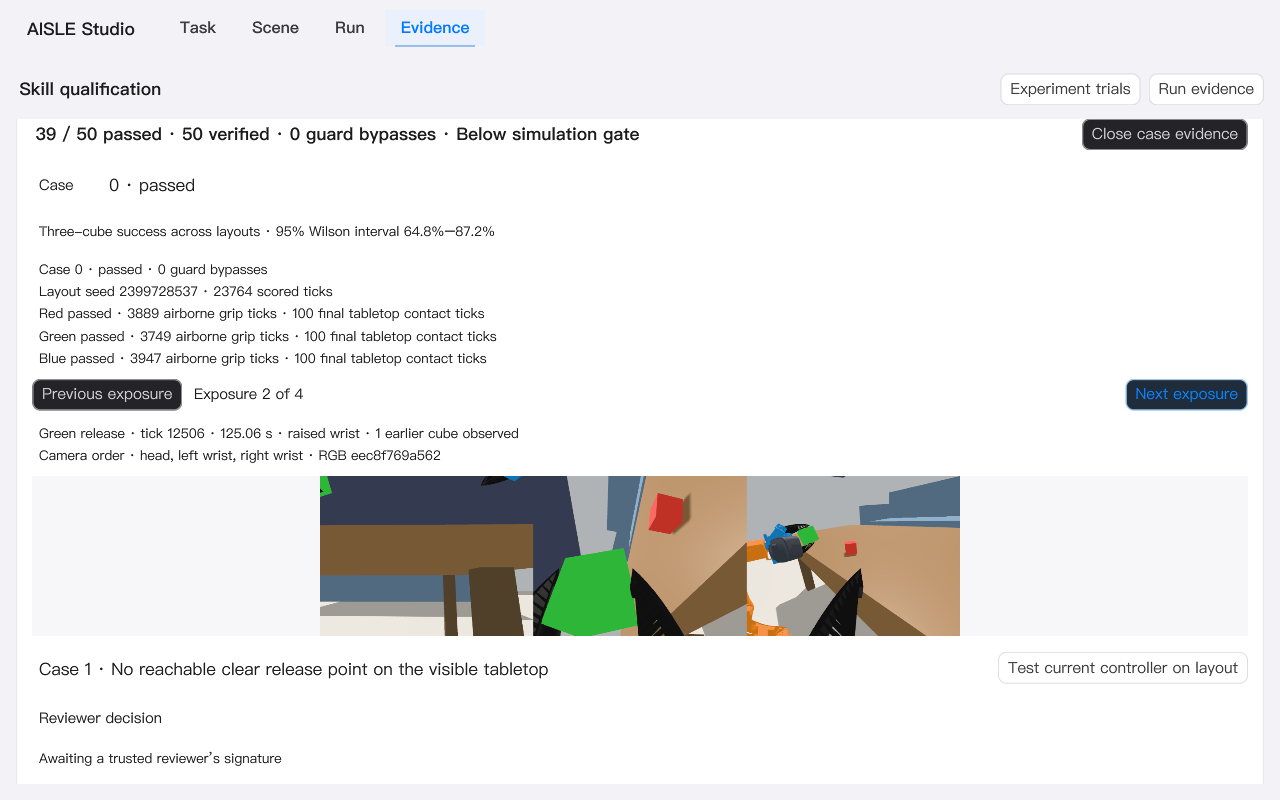 AISLE Studio
Task
Scene
Run
Evidence
Skill qualification
Experiment trials
Run evidence
39 / 50 passed · 50 verified · 0 guard bypasses · Below simulation gate
Close case evidence
Case
0 · passed
Three–cube success across layouts · 95% Wilson interval 64.8%–87.2%
Case 0 · passed · 0 guard bypasses
Layout seed 2399728537 · 23764 scored ticks
Red passed · 3889 airborne grip ticks · 100 final tabletop contact ticks
Green passed · 3749 airborne grip ticks · 100 final tabletop contact ticks
Blue passed · 3947 airborne grip ticks · 100 final tabletop contact ticks
Previous exposure
Exposure 2 of 4
Next exposure
Green release · tick 12506 · 125.06 s · raised wrist · 1 earlier cube observed
Camera order · head, left wrist, right wrist · RGB eec8f769a562
Case 1 · No reachable clear release point on the visible tabletop
Test current controller on layout
Reviewer decision
Awaiting a trusted reviewer’s signature